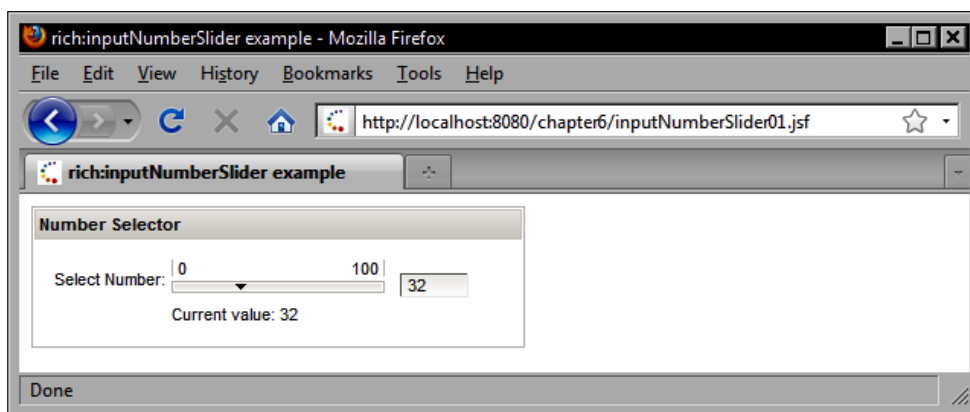 rich:inputNumberSlider example - Mozilla Firefox
File Edit View History Bookmarks Tools Help
http://localhost:8080/chapter6/inputNumberSlider01.jsf
rich:inputNumberSlider example
Number Selector
0 100
Select Number: 32
Current value: 32
Done